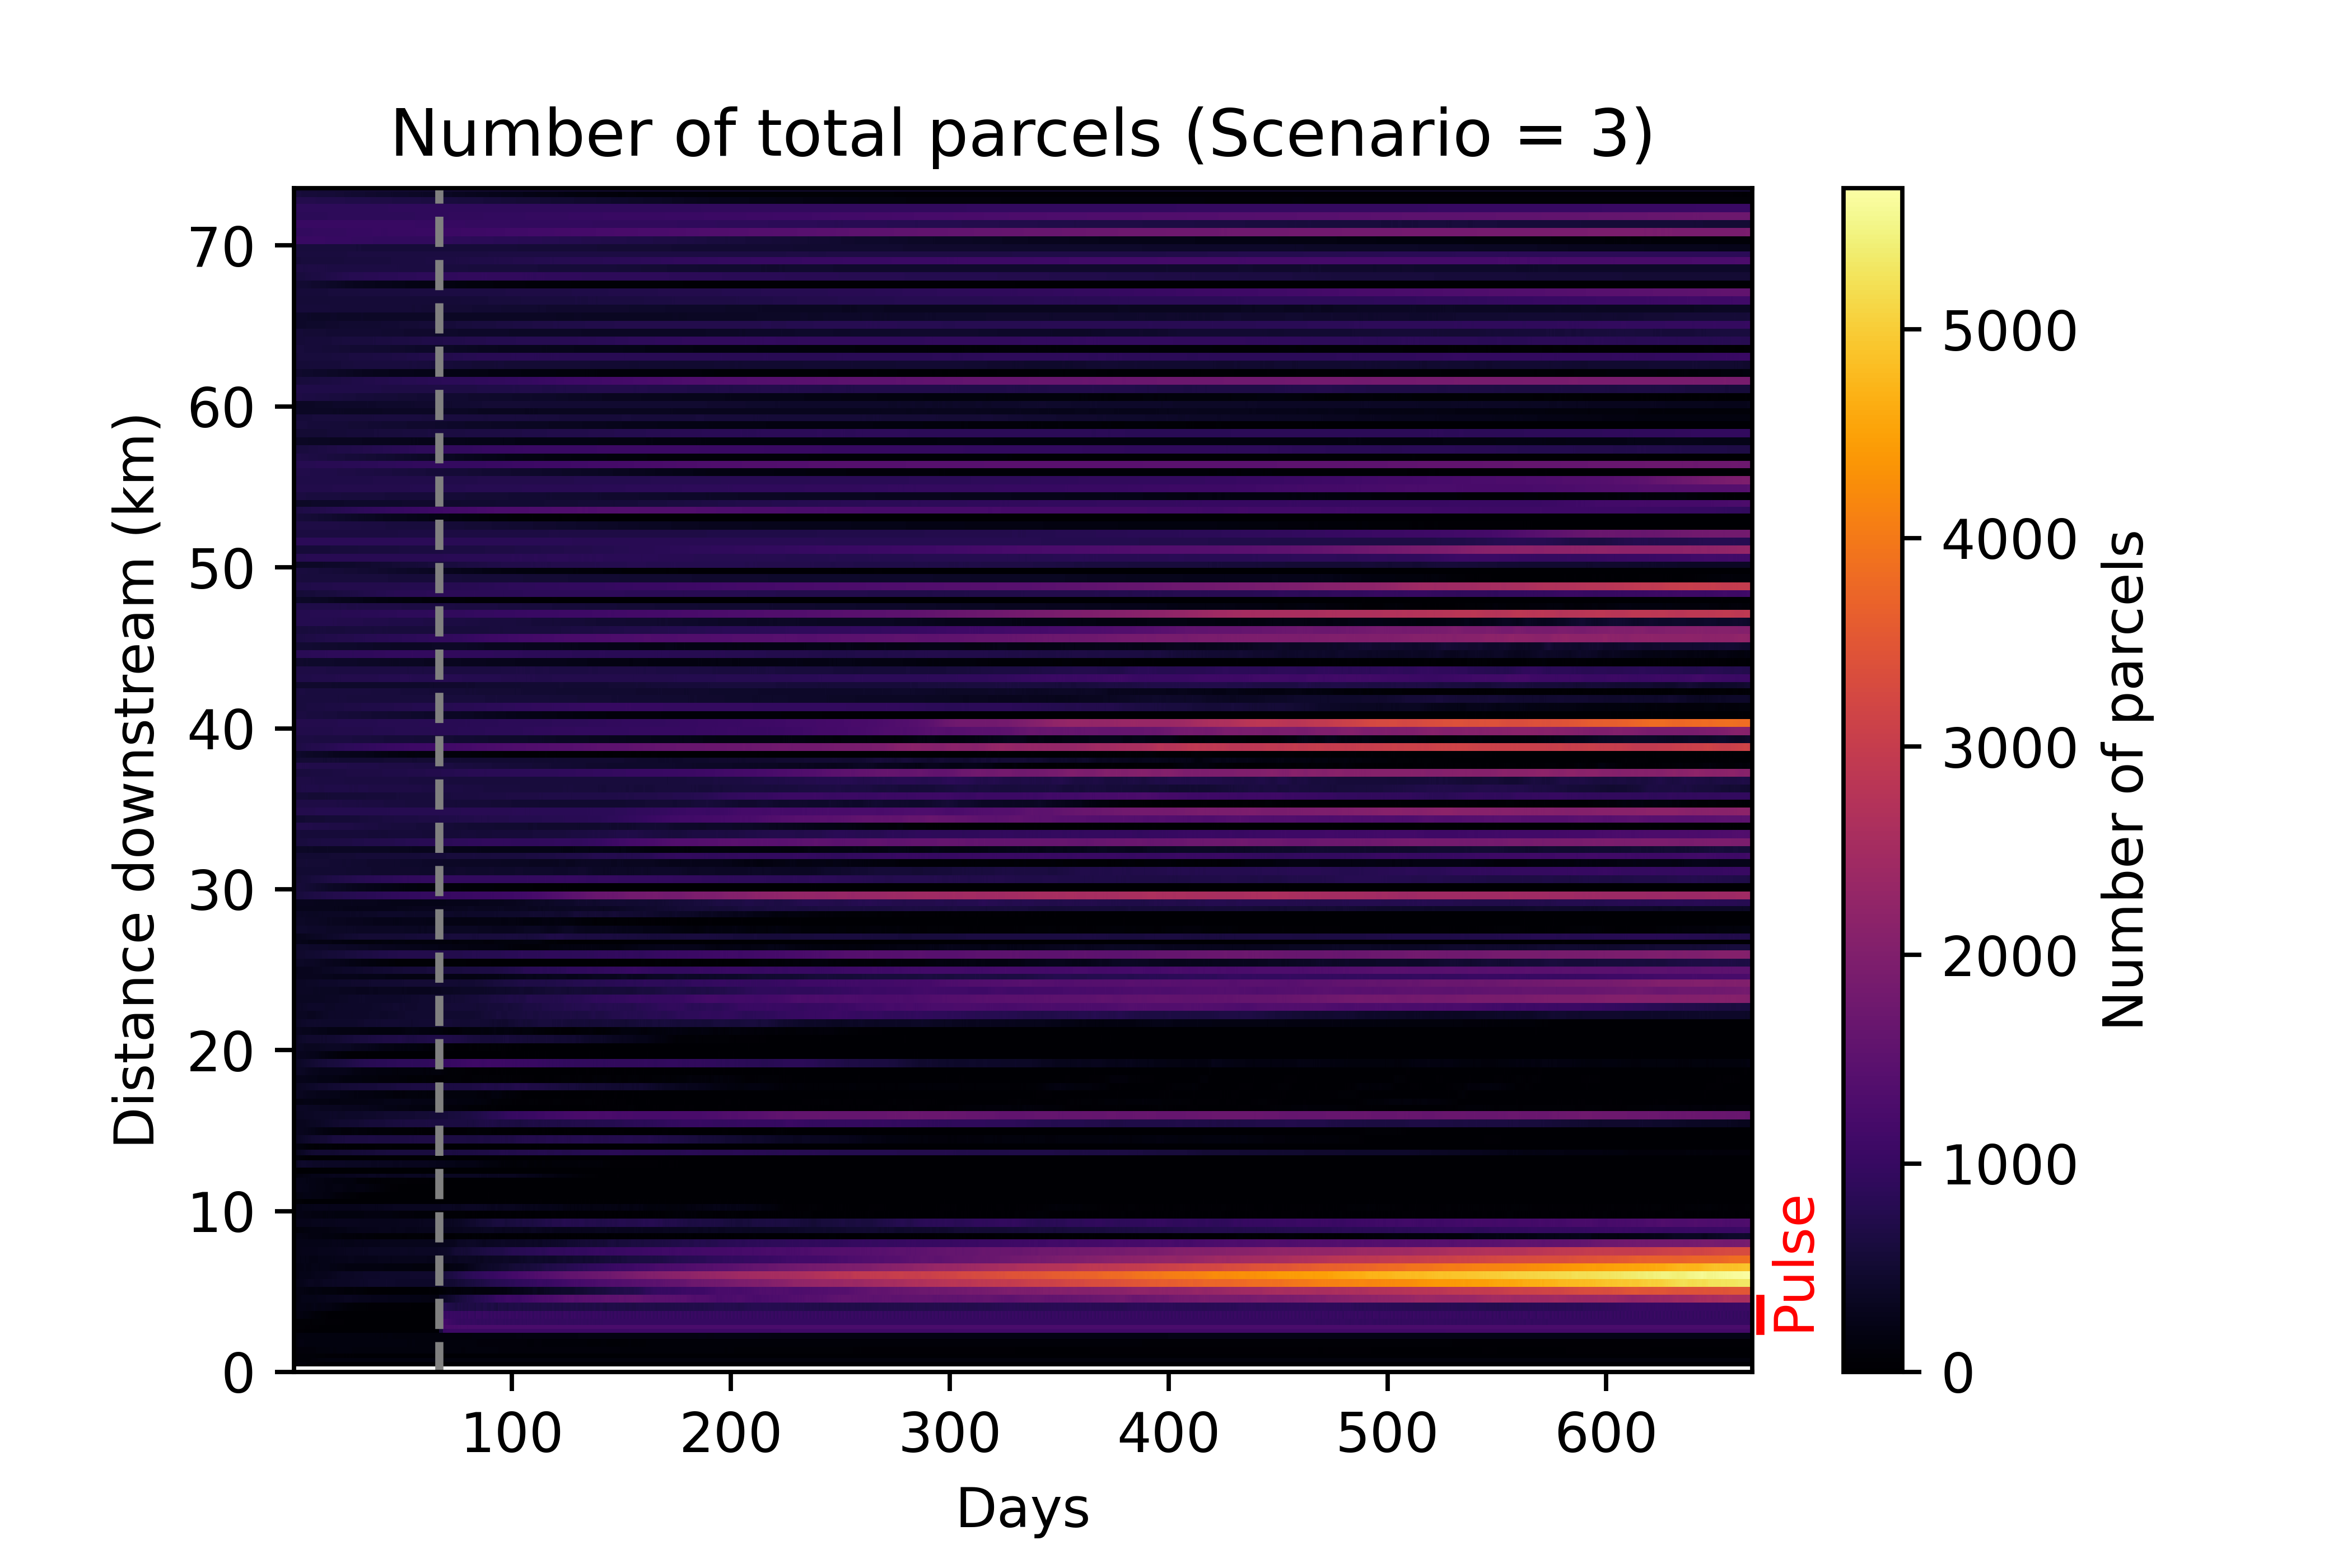 Number of total parcels (Scenario = 3)
Distance downstream (km)
70
60
50
40
30
20
10
0
100 200 300 400 500 600
Days
Pulse
5000
4000
3000
2000
1000
0
Number of parcels